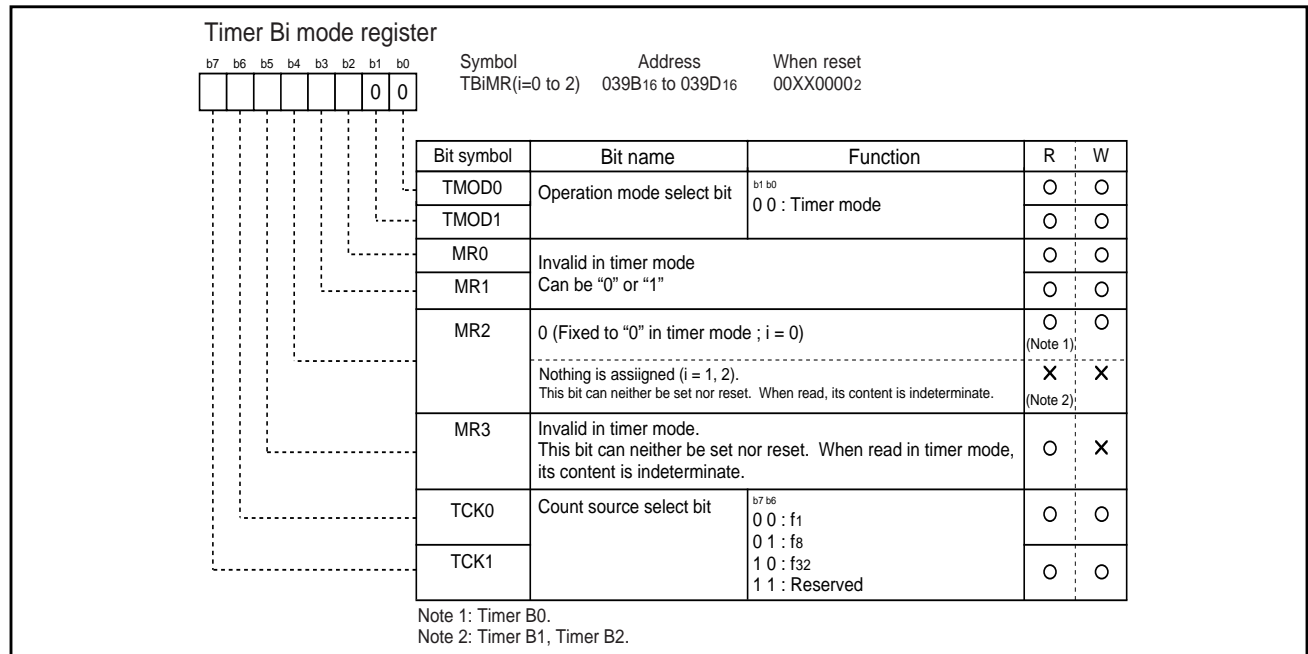 Timer Bi mode register
b7 b6 b5 b4 b3 b2 b1 b0
0 0
Symbol Address When reset
TBiMR(i=0 to 2) 039B16 to 039D16 00XX00002
Bit symbol Bit name Function R W
TMOD0 Operation mode select bit b1 b0
0 0 : Timer mode
TMOD1
MR0 Invalid in timer mode
MR1 Can be “0” or “1”
MR2 0 (Fixed to “0” in timer mode ; i = 0)
(Note 1)
Nothing is assiigned (i = 1, 2).
This bit can neither be set nor reset. When read, its content is indeterminate.
(Note 2)
MR3 Invalid in timer mode.
This bit can neither be set nor reset. When read in timer mode,
its content is indeterminate.
TCK0 Count source select bit b7 b6
0 0 : f1
0 1 : f8
TCK1 1 0 : f32
1 1 : Reserved
Note 1: Timer B0.
Note 2: Timer B1, Timer B2.